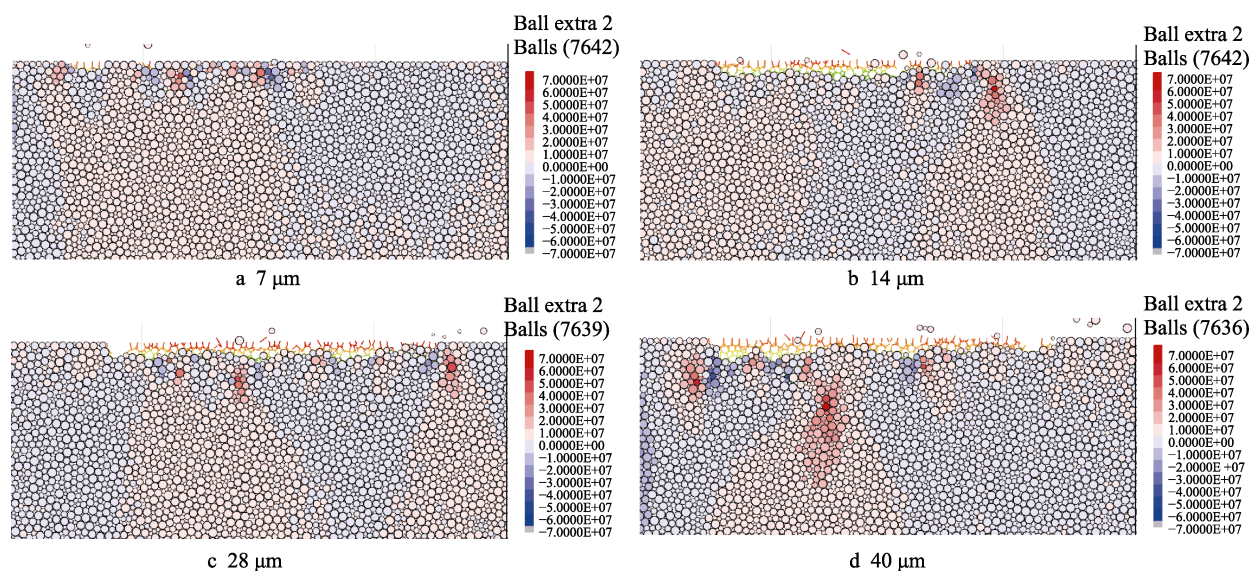 Ball extra 2
Balls (7642)
7.0000E+07
6.0000E+07
5.0000E+07
4.0000E+07
3.0000E+07
2.0000E+07
1.0000E+07
0.0000E+00
−1.0000E+07
−2.0000E+07
−3.0000E+07
−4.0000E+07
−5.0000E+07
−6.0000E+07
−7.0000E+07
a 7 μm
Ball extra 2
Balls (7642)
7.0000E+07
6.0000E+07
5.0000E+07
4.0000E+07
3.0000E+07
2.0000E+07
1.0000E+07
0.0000E+00
−1.0000E+07
−2.0000E+07
−3.0000E+07
−4.0000E+07
−5.0000E+07
−6.0000E+07
−7.0000E+07
b 14 μm
Ball extra 2
Balls (7639)
7.0000E+07
6.0000E+07
5.0000E+07
4.0000E+07
3.0000E+07
2.0000E+07
1.0000E+07
0.0000E+00
−1.0000E+07
−2.0000E+07
−3.0000E+07
−4.0000E+07
−5.0000E+07
−6.0000E+07
−7.0000E+07
c 28 μm
Ball extra 2
Balls (7636)
7.0000E+07
6.0000E+07
5.0000E+07
4.0000E+07
3.0000E+07
2.0000E+07
1.0000E+07
0.0000E+00
−1.0000E+07
−2.0000E +07
−3.0000E+07
−4.0000E+07
−5.0000E+07
−6.0000E+07
−7.0000E+07
d 40 μm